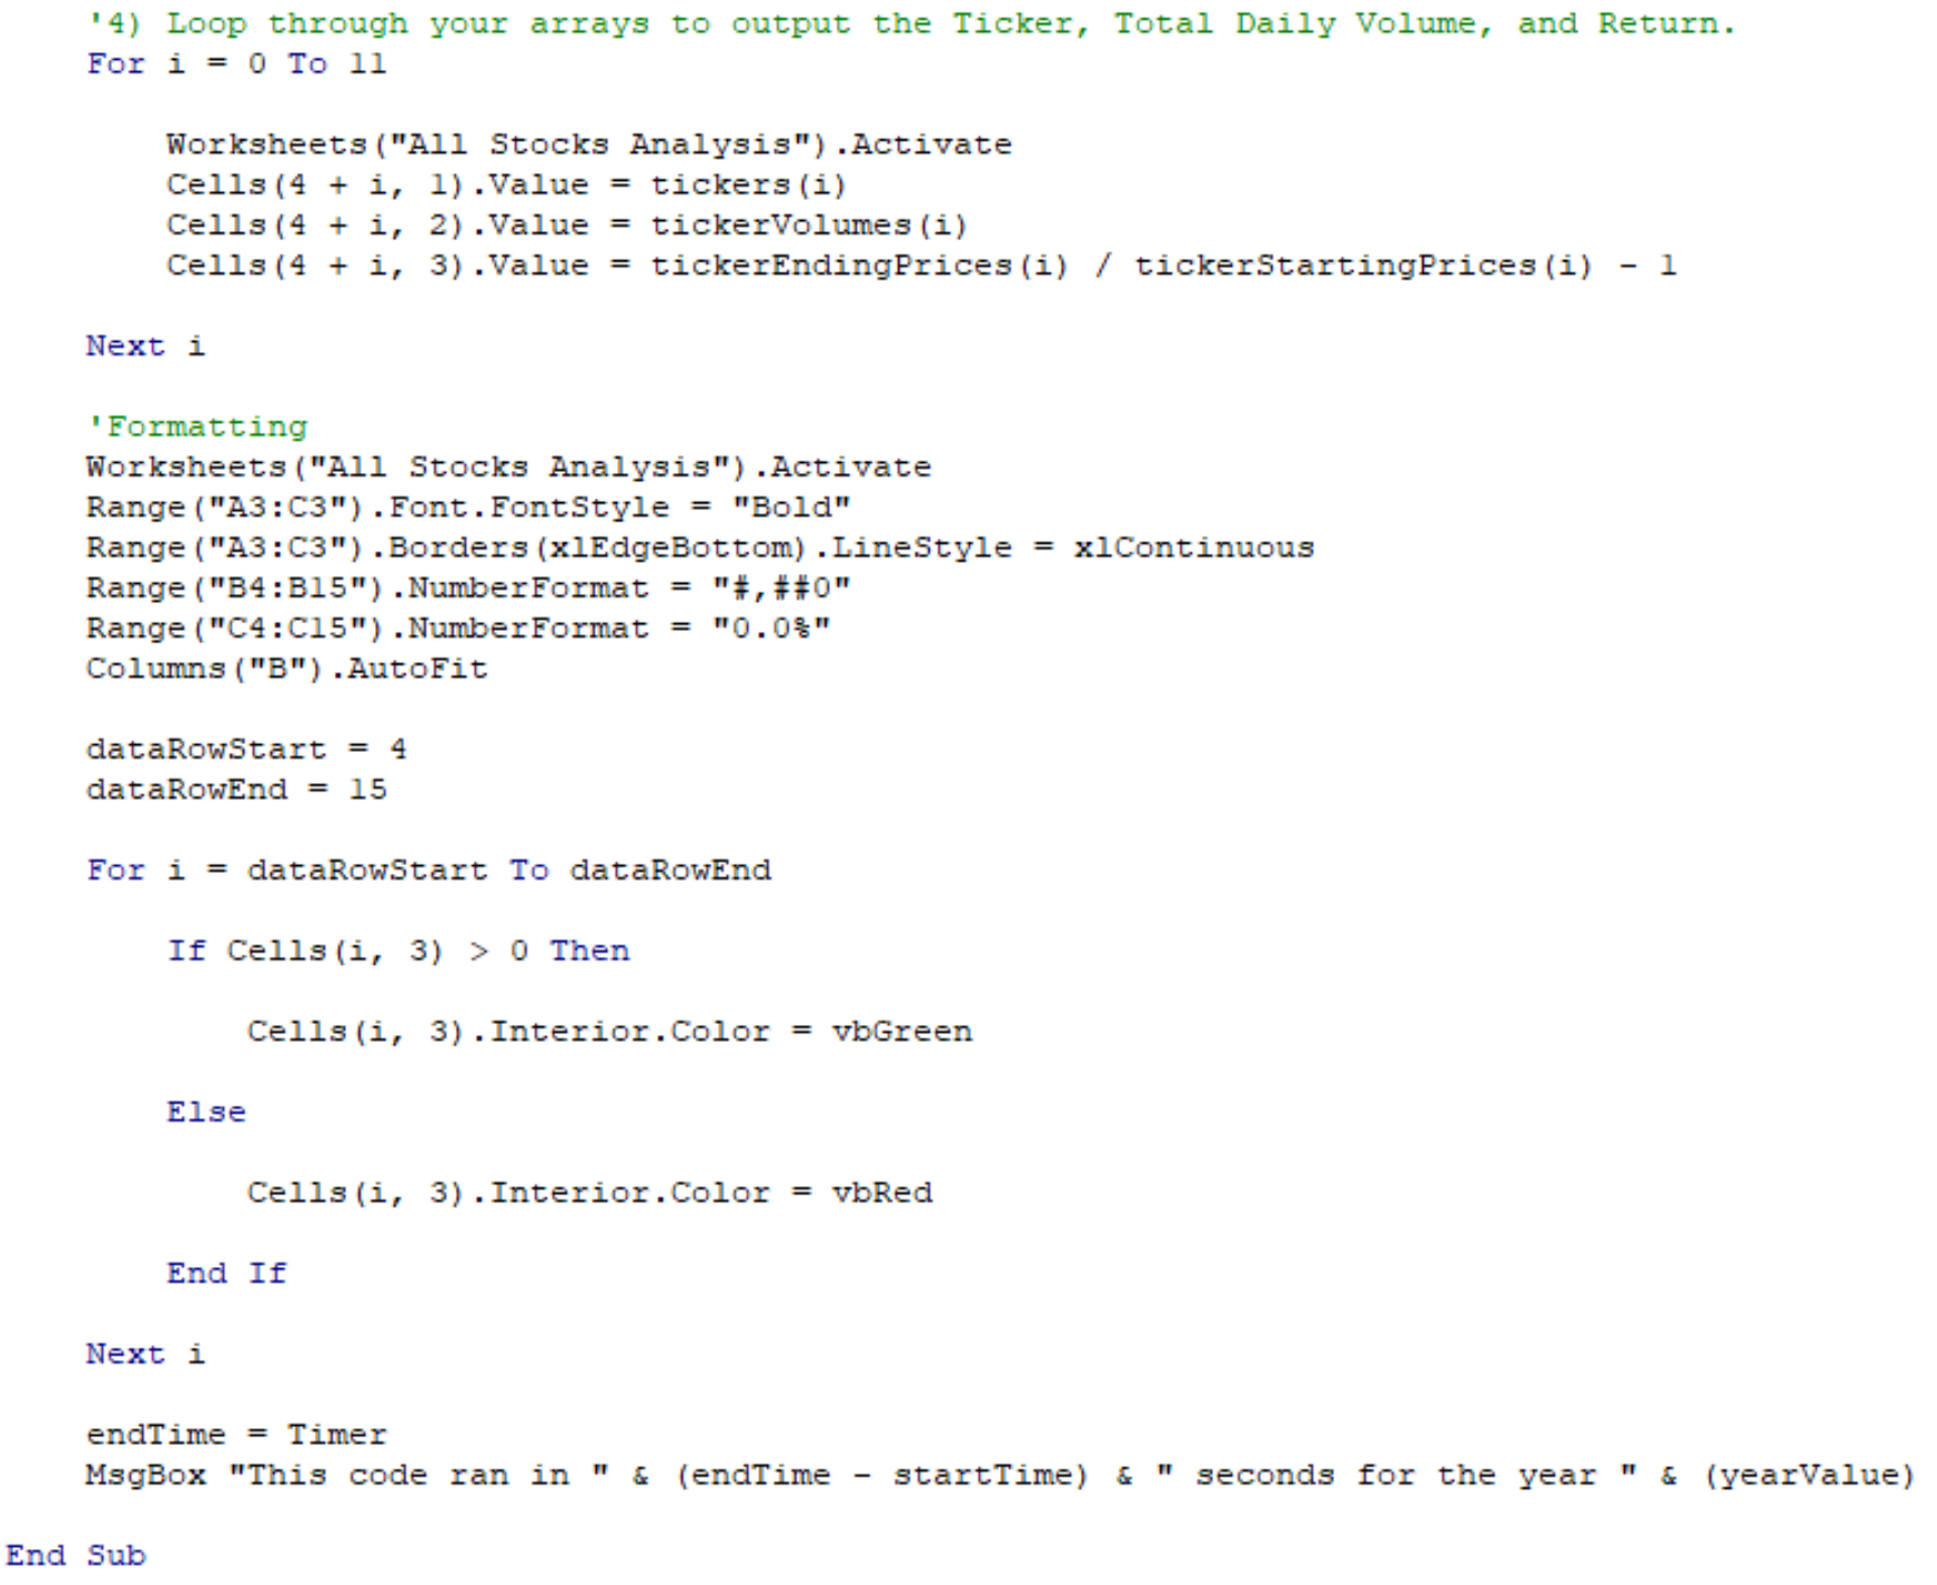 '4) Loop through your arrays to output the Ticker, Total Daily Volume, and Return.
For i = 0 To 11
Worksheets("All Stocks Analysis").Activate
Cells(4 + i, 1).Value = tickers(i)
Cells(4 + i, 2).Value = tickerVolumes(i)
Cells(4 + i, 3).Value = tickerEndingPrices(i) / tickerStartingPrices(i) - 1
Next i
'Formatting
Worksheets("All Stocks Analysis").Activate
Range("A3:C3").Font.FontStyle = "Bold"
Range("A3:C3").Borders(xlEdgeBottom).LineStyle = xlContinuous
Range("B4:B15").NumberFormat = "#,##0"
Range("C4:C15").NumberFormat = "0.0%"
Columns("B").AutoFit
dataRowStart = 4
dataRowEnd = 15
For i = dataRowStart To dataRowEnd
If Cells(i, 3) > 0 Then
Cells(i, 3).Interior.Color = vbGreen
Else
Cells(i, 3).Interior.Color = vbRed
End If
Next i
endTime = Timer
MsgBox "This code ran in " & (endTime - startTime) & " seconds for the year " & (yearValue)
End Sub